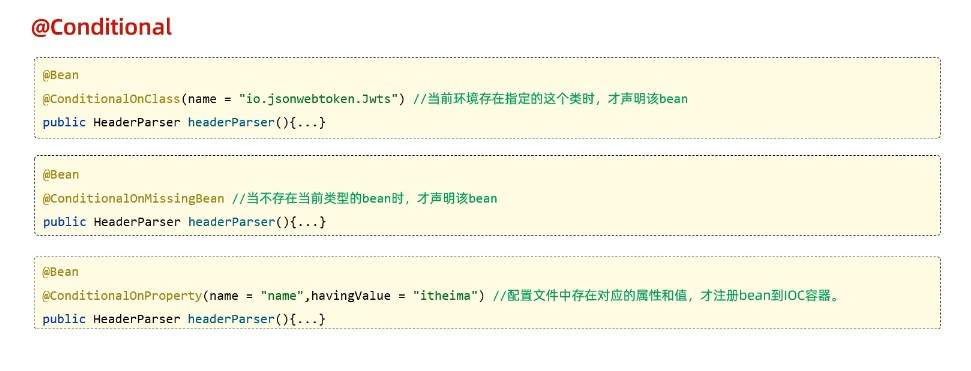 @Conditional
@Bean
@ConditionalOnClass(name = "io.jsonwebtoken.Jwts") //当前环境存在指定的这个类时，才声明该bean
public HeaderParser headerParser(){...}
@Bean
@ConditionalOnMissingBean //当不存在当前类型的bean时，才声明该bean
public HeaderParser headerParser(){...}
@Bean
@ConditionalOnProperty(name = "name",havingValue = "itheima") //配置文件中存在对应的属性和值，才注册bean到IOC容器。
public HeaderParser headerParser(){...}